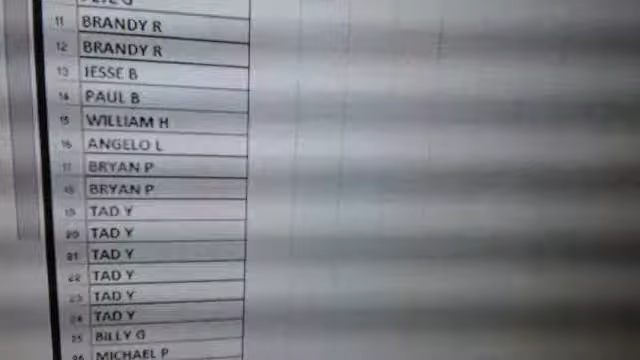 11 BRANDY R
12 BRANDY R
13 JESSE B
14 PAUL B
15 WILLIAM H
16 ANGELO L
17 BRYAN P
18 BRYAN P
19 TAD Y
20 TAD Y
21 TAD Y
22 TAD Y
23 TAD Y
24 TAD Y
25 BILLY G
26 MICHAEL P